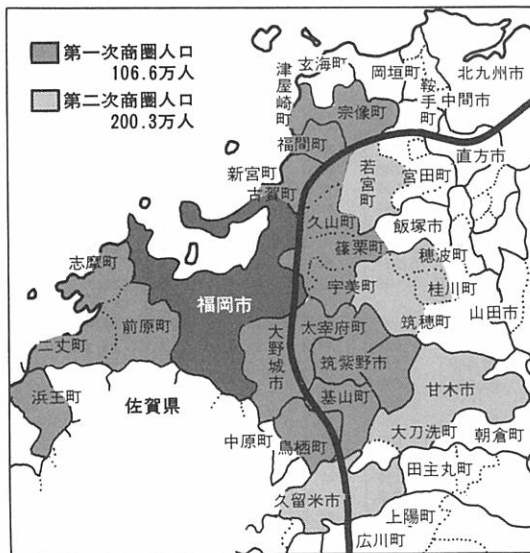 第一次商圏人口
106.6万人
第二次商圏人口
200.3万人
玄海町
岡垣町
鞍手町
北九州市
中間市
津屋崎町
宗像町
福間町
直方市
新宮町
若宮町
宮田町
古賀町
久山町
飯塚市
篠栗町
穂波町
志摩町
宇美町
桂川町
福岡市
山田市
前原町
大野城市
太宰府町
筑穂町
二丈町
筑紫野市
浜玉町
基山町
甘木市
佐賀県
中原町
鳥栖町
大刀洗町
朝倉町
田主丸町
久留米市
上陽町
広川町